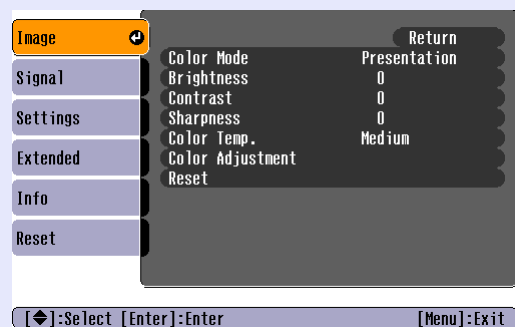 Image
Signal
Settings
Extended
Info
Reset
Return
Color Mode Presentation
Brightness 0
Contrast 0
Sharpness 0
Color Temp. Medium
Color Adjustment
Reset
[◆]:Select [Enter]:Enter [Menu]:Exit